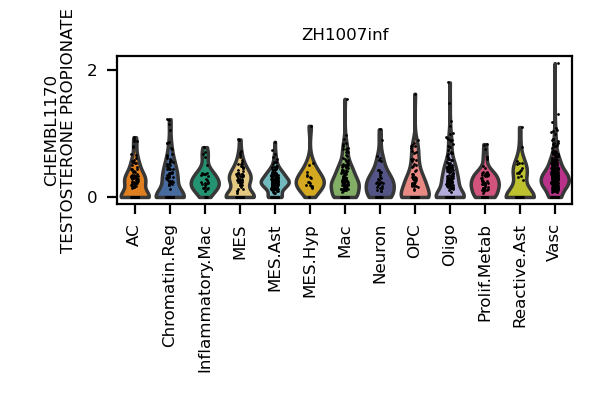 ZH1007inf
CHEMBL1170
TESTOSTERONE PROPIONATE
2
0
AC
Chromatin.Reg
Inflammatory.Mac
MES
MES.Ast
MES.Hyp
Mac
Neuron
OPC
Oligo
Prolif.Metab
Reactive.Ast
Vasc